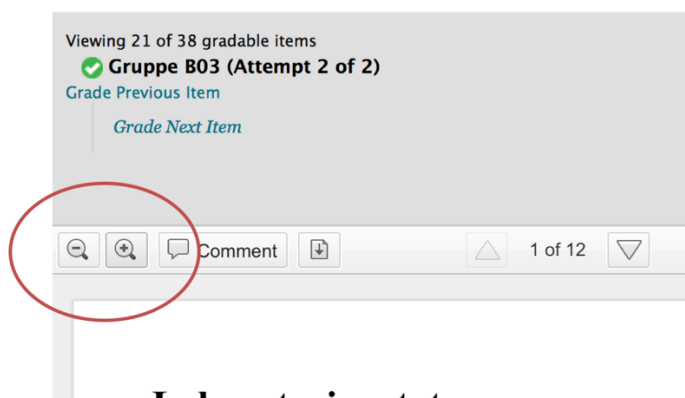 Viewing 21 of 38 gradable items
Gruppe B03 (Attempt 2 of 2)
Grade Previous Item
Grade Next Item
Comment 1 of 12